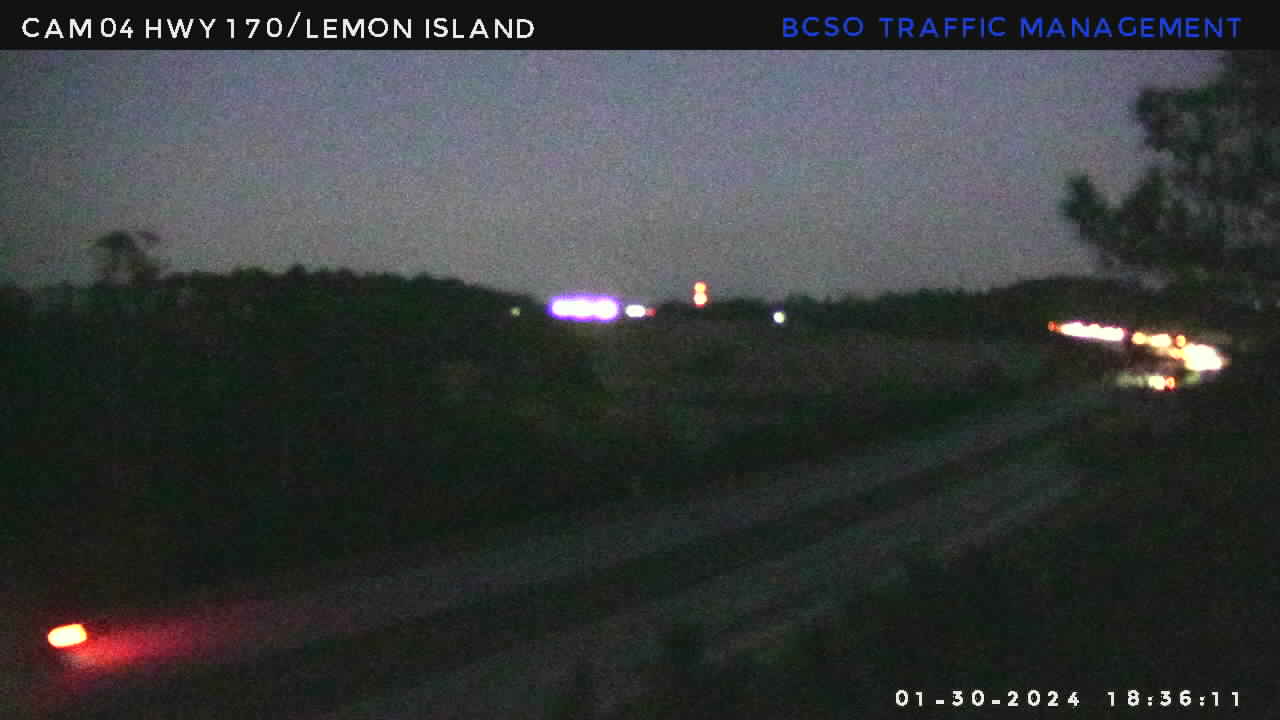 CAM04 HWY 170/LEMON ISLAND
BCSO TRAFFIC MANAGEMENT
01-30-2024 18:36:11